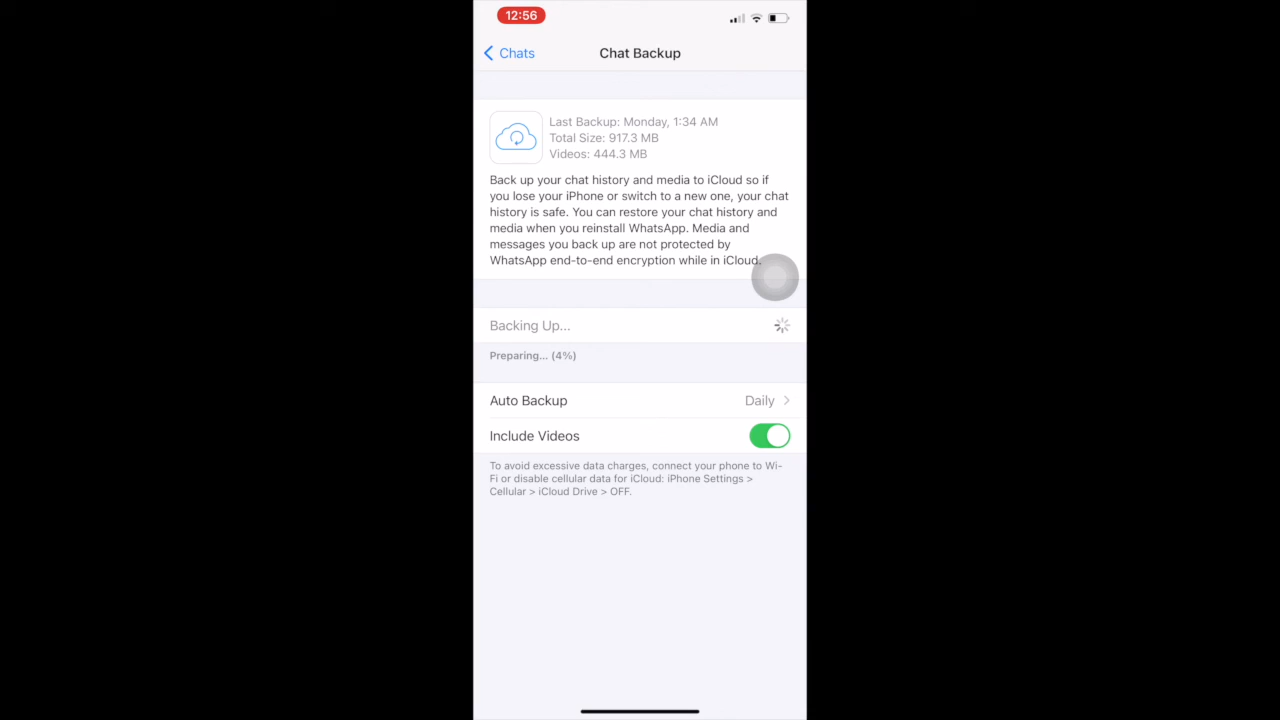 12:56
Chats
Chat Backup
Last Backup: Monday, 1:34 AM
Total Size: 917.3 MB
Videos: 444.3 MB
Back up your chat history and media to iCloud so if
you lose your iPhone or switch to a new one, your chat
history is safe. You can restore your chat history and
media when you reinstall WhatsApp. Media and
messages you back up are not protected by
WhatsApp end-to-end encryption while in iCloud.
Backing Up...
Preparing... (4%)
Auto Backup Daily
Include Videos
To avoid excessive data charges, connect your phone to Wi-
Fi or disable cellular data for iCloud: iPhone Settings >
Cellular > iCloud Drive > OFF.